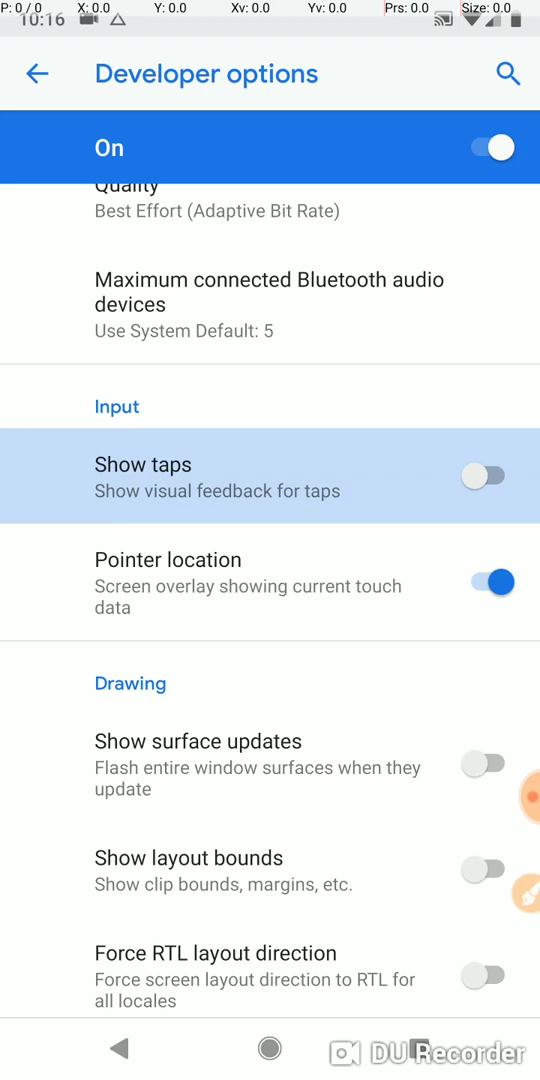 P: 0 / 0 X: 0.0 Y: 0.0 Xv: 0.0 Yv: 0.0 Prs: 0.0 Size: 0.0
10:16
Developer options
On
Quality
Best Effort (Adaptive Bit Rate)
Maximum connected Bluetooth audio
devices
Use System Default: 5
Input
Show taps
Show visual feedback for taps
Pointer location
Screen overlay showing current touch
data
Drawing
Show surface updates
Flash entire window surfaces when they
update
Show layout bounds
Show clip bounds, margins, etc.
Force RTL layout direction
Force screen layout direction to RTL for
all locales
DU Recorder